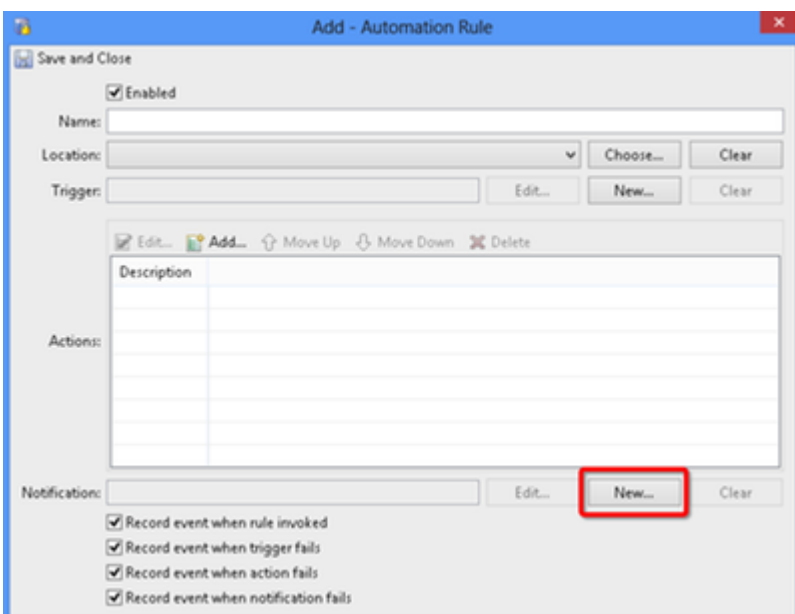 Add - Automation Rule
Save and Close
Enabled
Name:
Location: Choose... Clear
Trigger: Edit... New... Clear
Edit... Add... Move Up Move Down Delete
Description
Actions:
Notification: Edit... New... Clear
Record event when rule invoked
Record event when trigger fails
Record event when action fails
Record event when notification fails